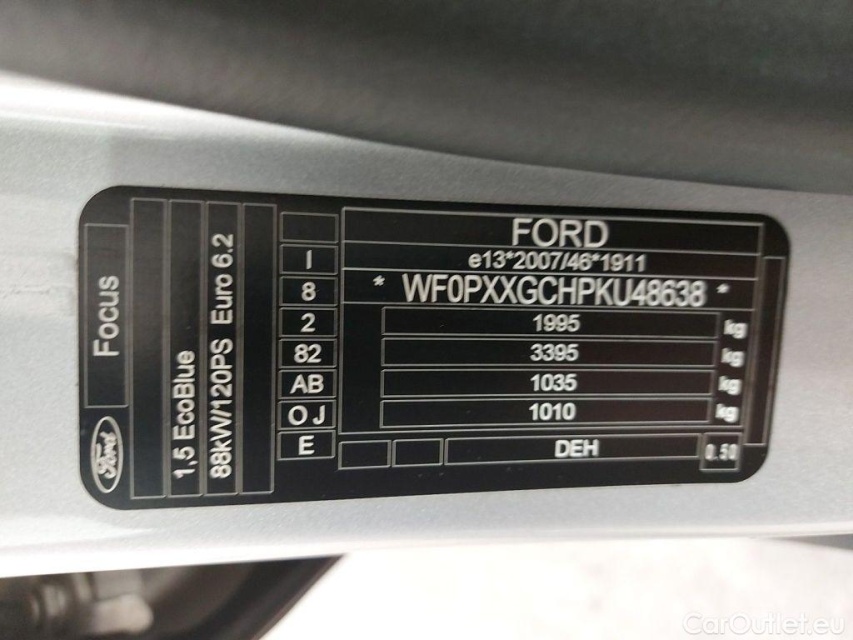 Ford
Focus
1,5 EcoBlue
88kW/120PS Euro 6.2
I
8
2
82
AB
O J
E
FORD
e13*2007/46*1911
* WF0PXXGCHPKU48638 *
1995 kg
3395 kg
1035 kg
1010 kg
DEH 0.50
CarOutlet.eu